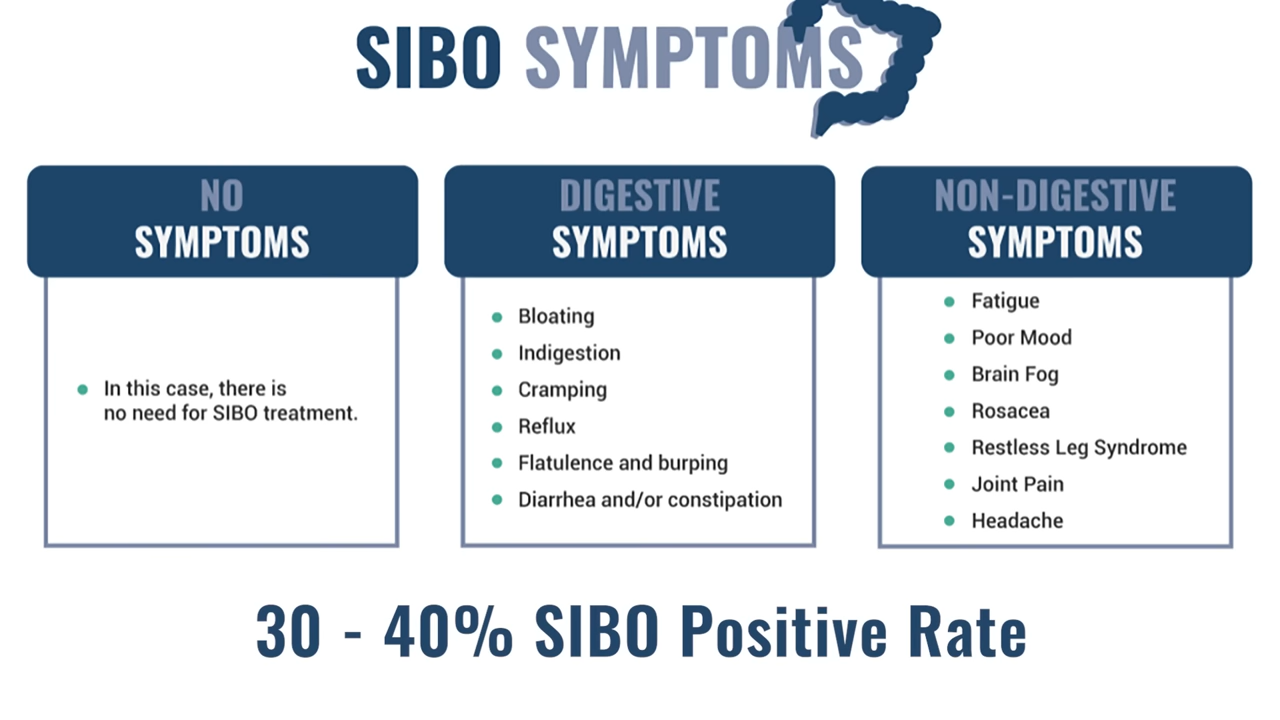 SIBO SYMPTOMS
NO
SYMPTOMS
In this case, there is
no need for SIBO treatment.
DIGESTIVE
SYMPTOMS
Bloating
Indigestion
Cramping
Reflux
Flatulence and burping
Diarrhea and/or constipation
NON-DIGESTIVE
SYMPTOMS
Fatigue
Poor Mood
Brain Fog
Rosacea
Restless Leg Syndrome
Joint Pain
Headache
30 - 40% SIBO Positive Rate